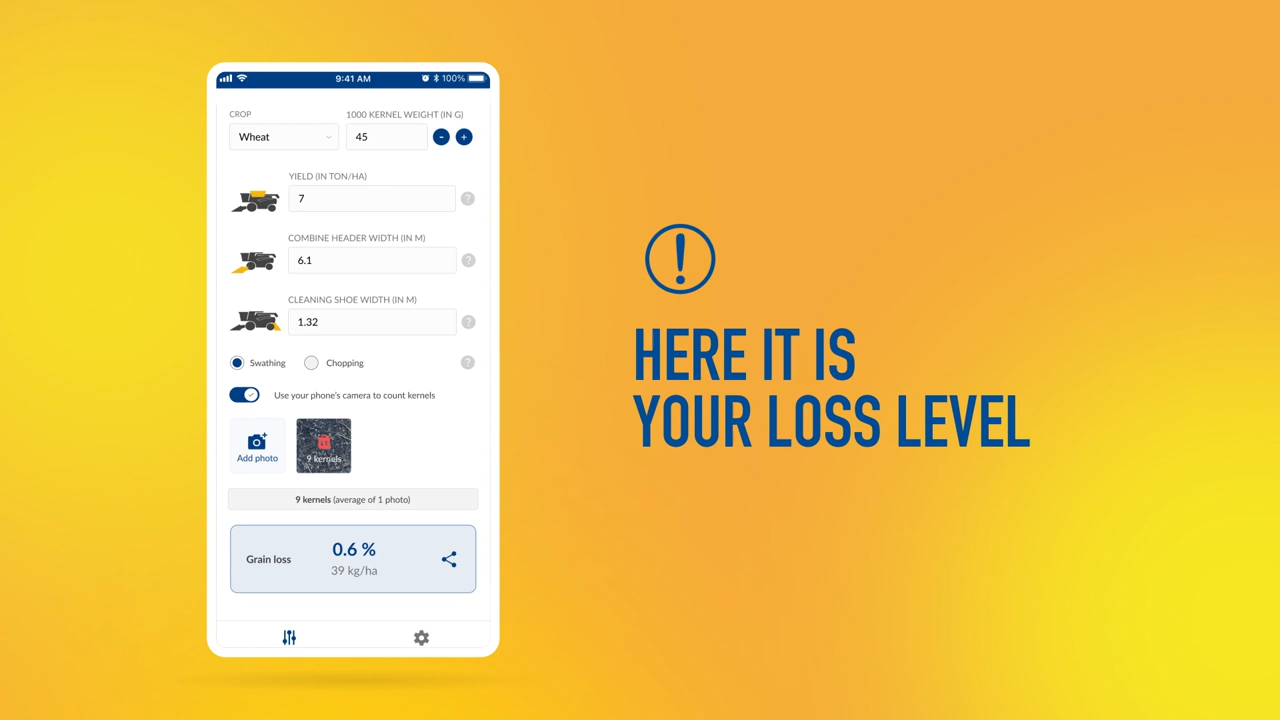 9:41 AM
100%
CROP
1000 KERNEL WEIGHT (IN G)
Wheat
45
-
+
YIELD (IN TON/HA)
7
?
COMBINE HEADER WIDTH (IN M)
6.1
?
CLEANING SHOE WIDTH (IN M)
1.32
?
Swathing
Chopping
?
Use your phone's camera to count kernels
Add photo
9 kernels
9 kernels (average of 1 photo)
Grain loss
0.6 %
39 kg/ha
HERE IT IS
YOUR LOSS LEVEL